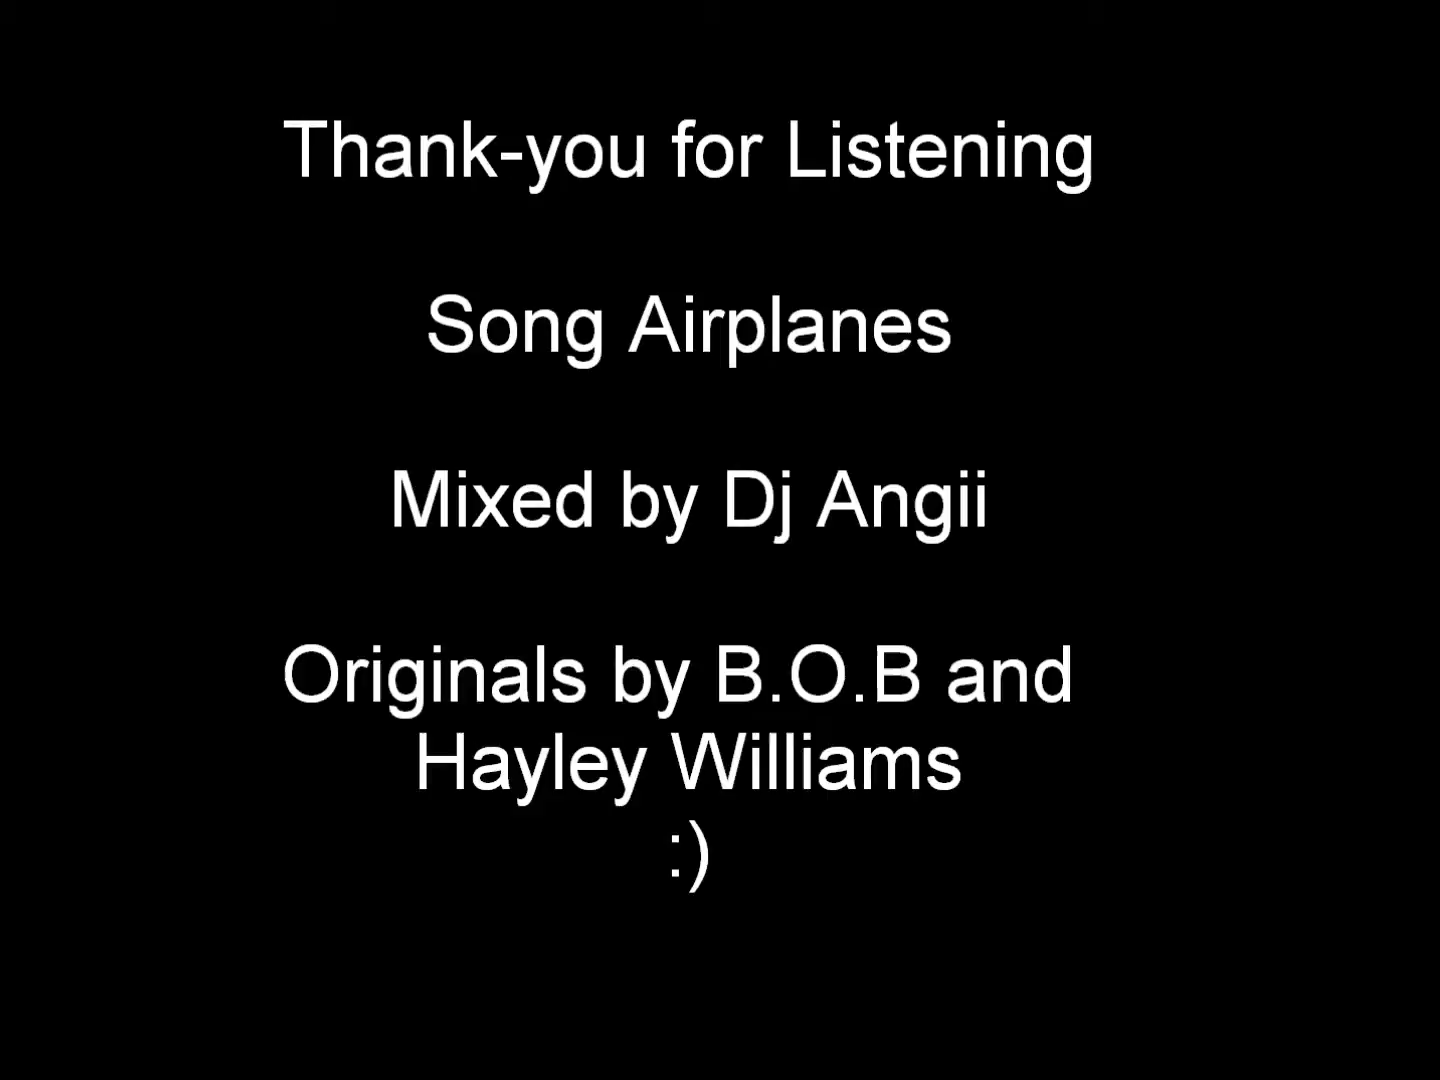 Thank-you for Listening
Song Airplanes
Mixed by Dj Angii
Originals by B.O.B and
Hayley Williams
:)